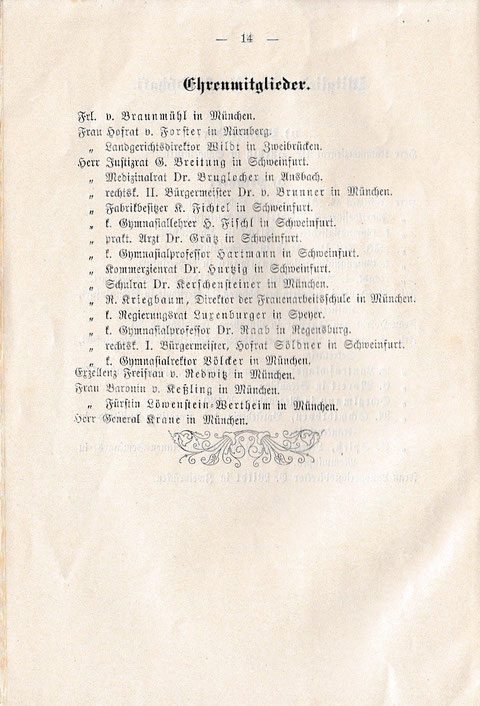 — 14 —
Ehrenmitglieder.
Frl. v. Braunmühl in München.
Frau Hofrat v. Forster in Nürnberg.
„ Landgerichtsdirektor Wildt in Zweibrücken.
Herr Justizrat G. Breitung in Schweinfurt.
„ Medizinalrat Dr. Bruglocher in Ansbach.
„ rechtsk. II. Bürgermeister Dr. v. Brunner in München.
„ Fabrikbesitzer K. Fichtel in Schweinfurt.
„ k. Gymnasiallehrer H. Fischl in Schweinfurt.
„ prakt. Arzt Dr. Grätz in Schweinfurt.
„ k. Gymnasialprofessor Hartmann in Schweinfurt.
„ Kommerzienrat Dr. Hurtzig in Schweinfurt.
„ Schulrat Dr. Kerschensteiner in München.
„ R. Kriegbaum, Direktor der Frauenarbeitsschule in München.
„ k. Regierungsrat Luxenburger in Speyer.
„ k. Gymnasialprofessor Dr. Raab in Regensburg.
„ rechtsk. I. Bürgermeister, Hofrat Söldner in Schweinfurt.
„ k. Gymnasialrektor Völcker in München.
Exzellenz Freifrau v. Redwitz in München.
Frau Baronin v. Keßling in München.
„ Fürstin Löwenstein-Wertheim in München.
Herr General Kraue in München.